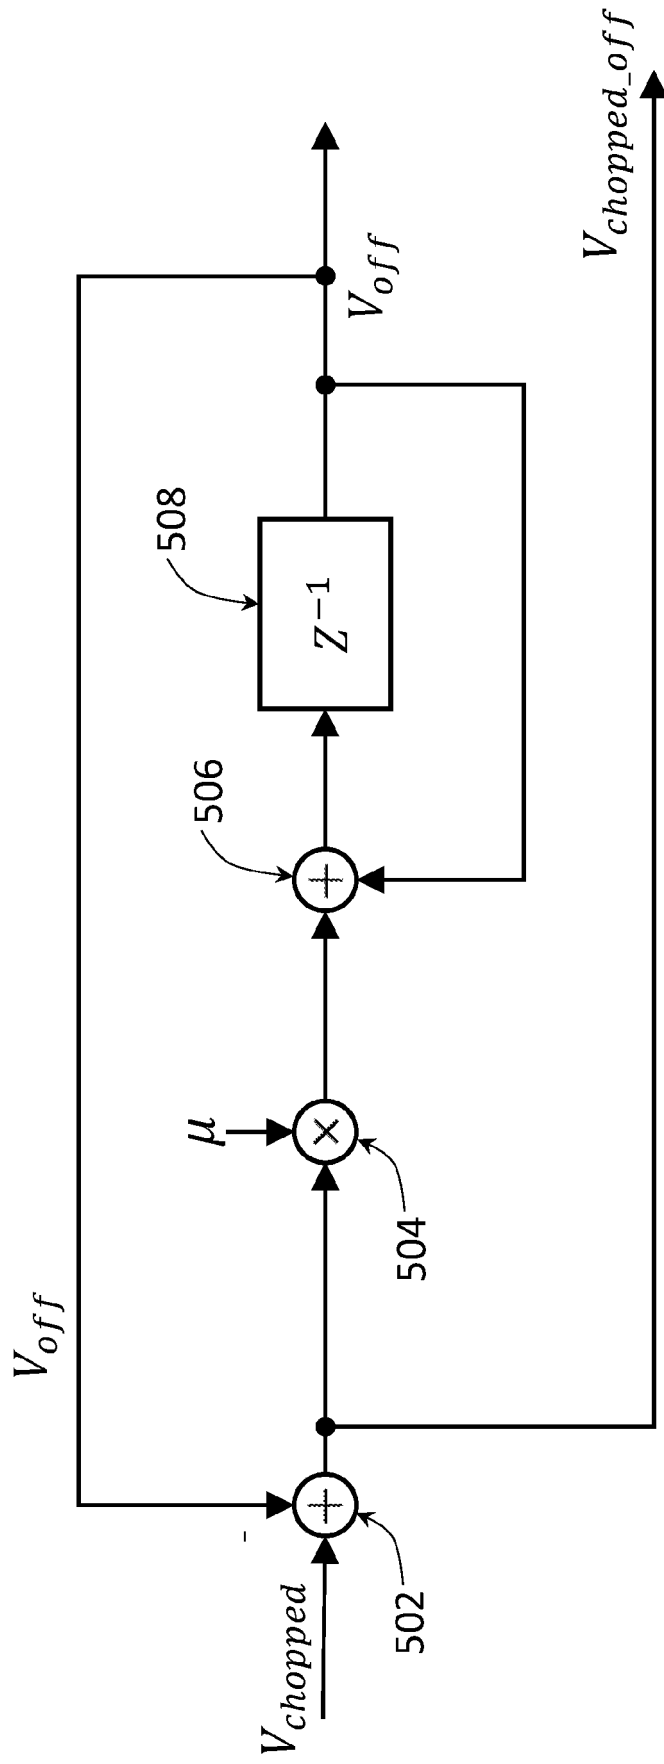 V_off
V_chopped
-
502
μ
×
504
+
+
506
Z^{-1}
508
V_off
V_chopped_off